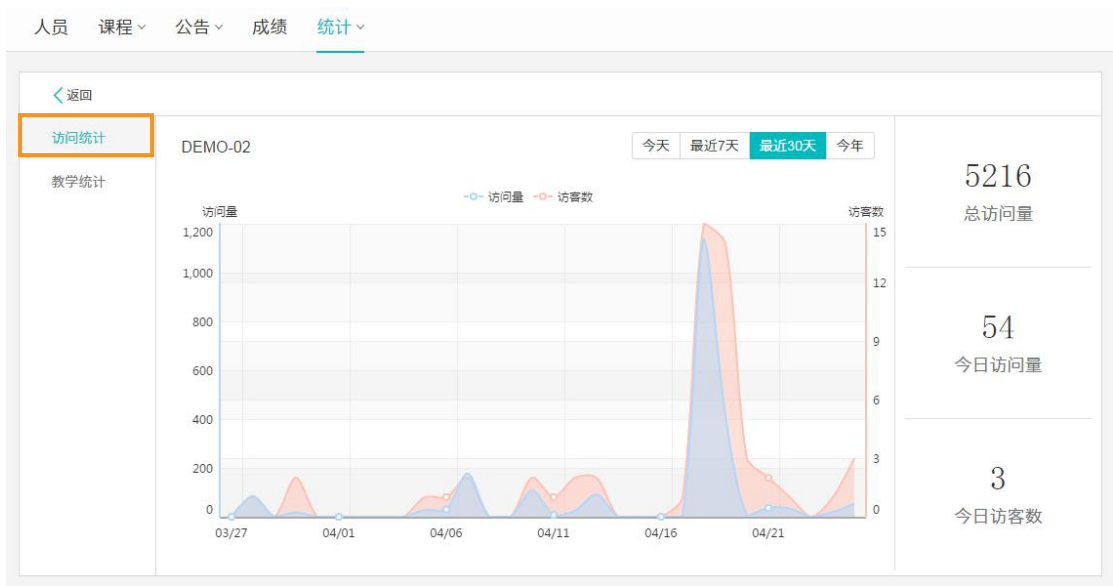 人员 课程 公告 成绩 统计
返回
访问统计
教学统计
DEMO-02
今天 最近7天 最近30天 今年
访问量 访客数
访问量 访客数
1,200
1,000
800
600
400
200
0
15
12
9
6
3
0
03/27 04/01 04/06 04/11 04/16 04/21
5216
总访问量
54
今日访问量
3
今日访客数